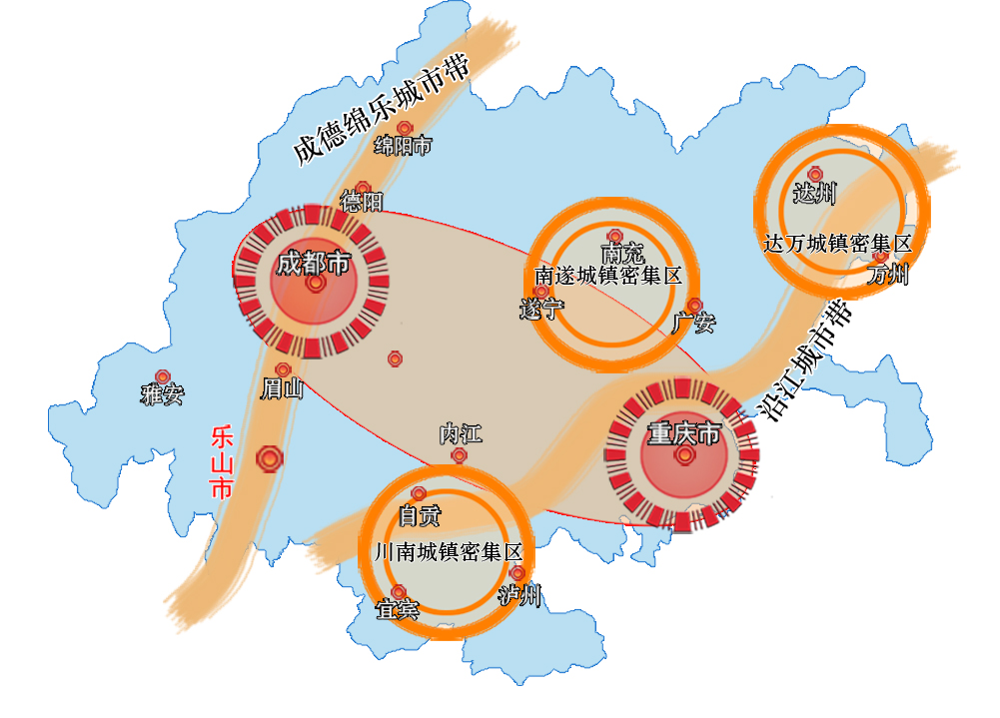 成德绵乐城市带
绵阳市
德阳
达州
达万城镇密集区
万州
南充
南遂城镇密集区
遂宁
广安
成都市
沿江城市带
眉山
雅安
重庆市
内江
乐山市
自贡
川南城镇密集区
泸州
宜宾